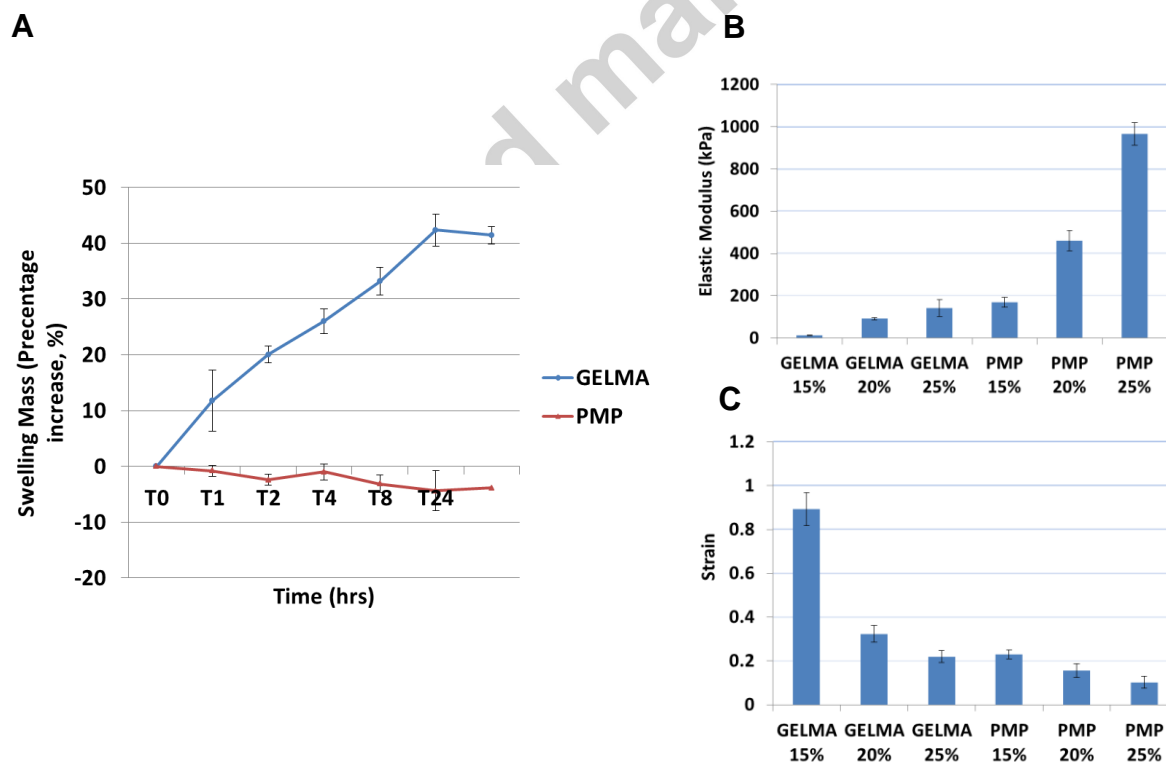 A
d ma
50
40
30
20
10
0
-10
-20
Swelling Mass (Precentage
increase, %)
T0 T1 T2 T4 T8 T24
Time (hrs)
GELMA
PMP
B
1200
1000
800
600
400
200
0
Elastic Modulus (kPa)
GELMA GELMA GELMA PMP PMP PMP
15% 20% 25% 15% 20% 25%
C
1.2
1
0.8
0.6
0.4
0.2
0
Strain
GELMA GELMA GELMA PMP PMP PMP
15% 20% 25% 15% 20% 25%